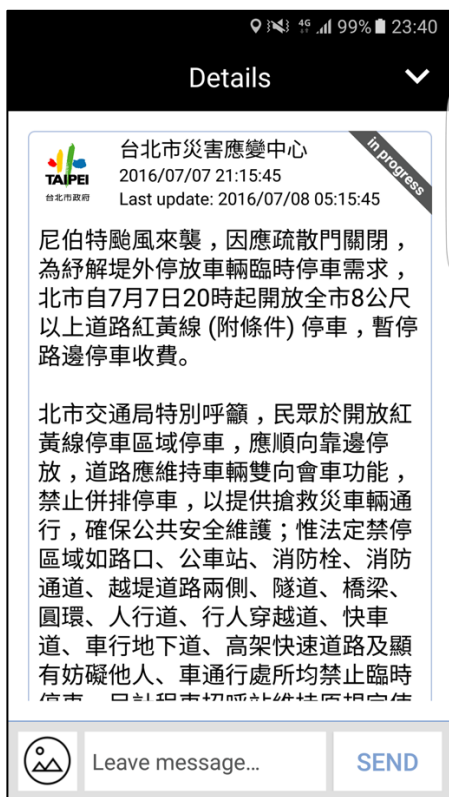 4G 99% 23:40
Details
in progress
台北市災害應變中心
TAIPEI
台北市政府
2016/07/07 21:15:45
Last update: 2016/07/08 05:15:45
尼伯特颱風來襲，因應疏散門關閉，
為紓解堤外停放車輛臨時停車需求，
北市自7月7日20時起開放全市8公尺
以上道路紅黃線 (附條件) 停車，暫停
路邊停車收費。
北市交通局特別呼籲，民眾於開放紅
黃線停車區域停車，應順向靠邊停
放，道路應維持車輛雙向會車功能，
禁止併排停車，以提供搶救災車輛通
行，確保公共安全維護；惟法定禁停
區域如路口、公車站、消防栓、消防
通道、越堤道路兩側、隧道、橋梁、
圓環、人行道、行人穿越道、快車
道、車行地下道、高架快速道路及顯
有妨礙他人、車通行處所均禁止臨時
Leave message...
SEND